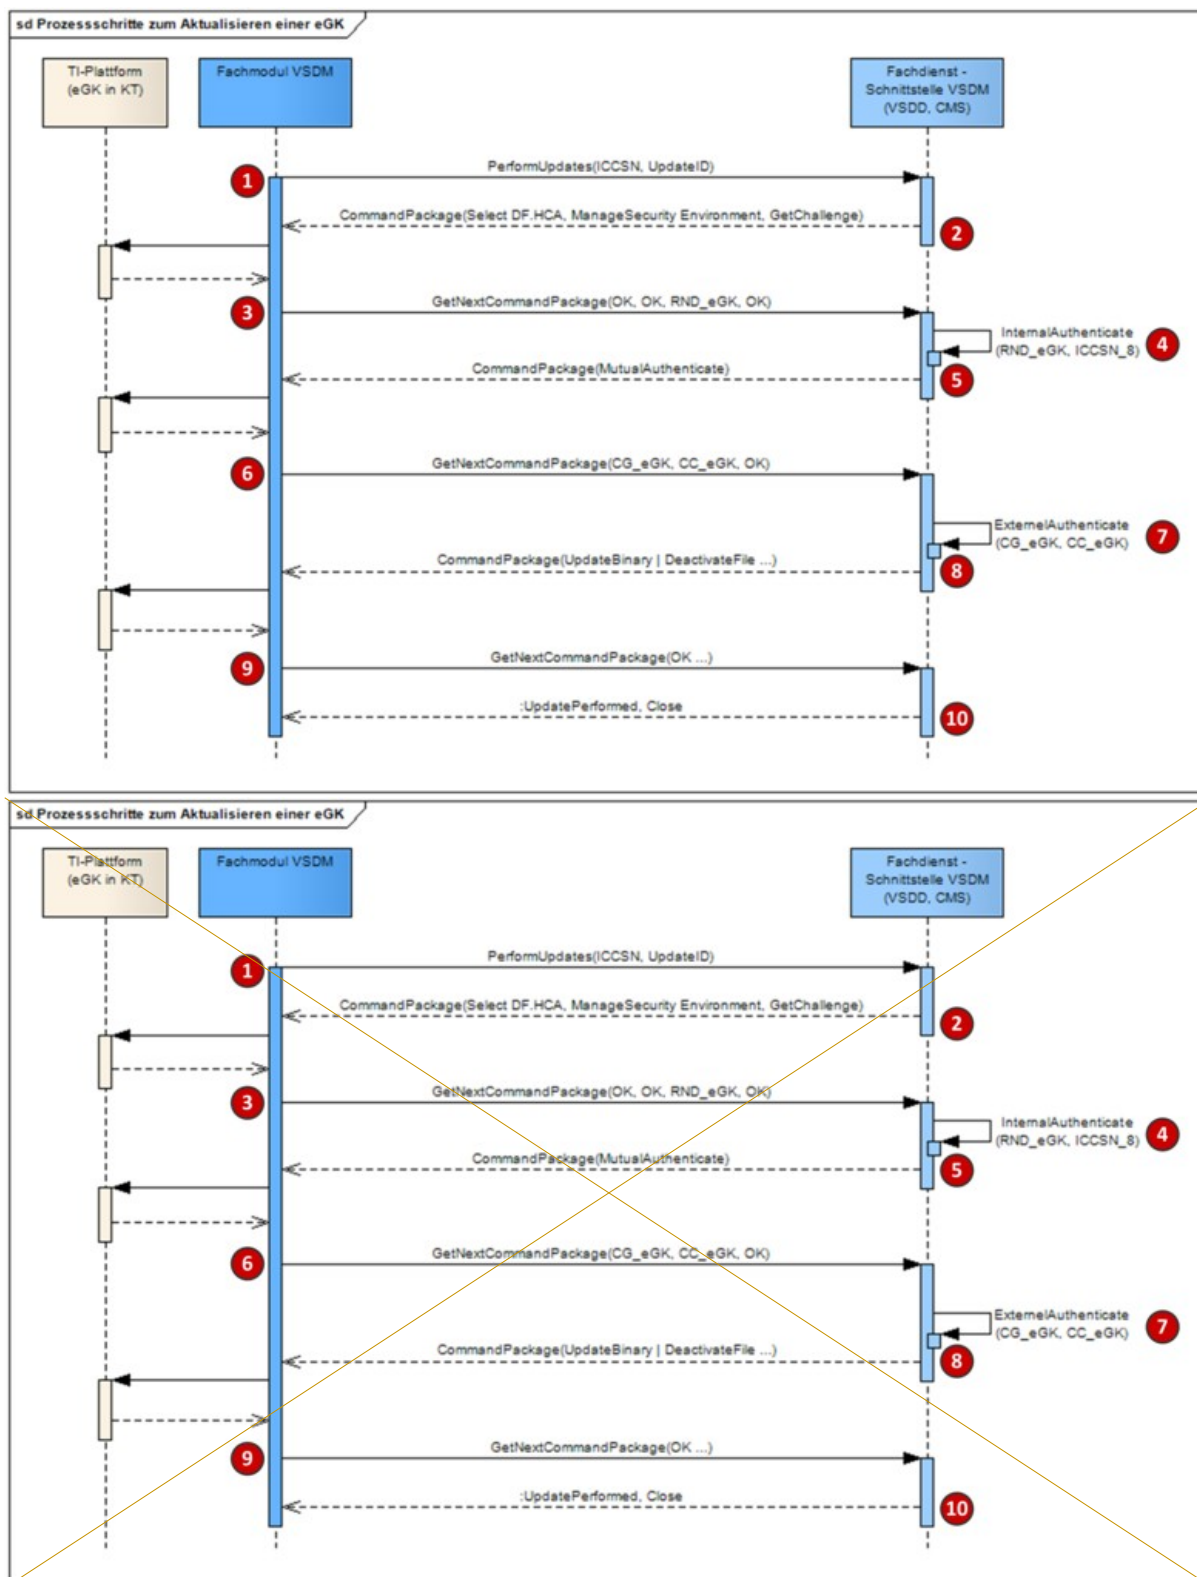 sd Prozessschritte zum Aktualisieren einer eGK
TI-Plattform
(eGK in KT)
Fachmodul VSDM
Fachdienst -
Schnittstelle VSDM
(VSDD, CMS)
PerformUpdates(ICCSN, UpdateID)
1
CommandPackage(Select DF.HCA, ManageSecurity Environment, GetChallenge)
2
GetNextCommandPackage(OK, OK, RND_eGK, OK)
3
InternalAuthenticate
(RND_eGK, ICCSN_8)
4
CommandPackage(MutualAuthenticate)
5
GetNextCommandPackage(CG_eGK, CC_eGK, OK)
6
ExternelAuthenticate
(CG_eGK, CC_eGK)
7
CommandPackage(UpdateBinary | DeactivateFile ...)
8
GetNextCommandPackage(OK ...)
9
:UpdatePerformed, Close
10
sd Prozessschritte zum Aktualisieren einer eGK
TI-Plattform
(eGK in KT)
Fachmodul VSDM
Fachdienst -
Schnittstelle VSDM
(VSDD, CMS)
PerformUpdates(ICCSN, UpdateID)
1
CommandPackage(Select DF.HCA, ManageSecurity Environment, GetChallenge)
2
GetNextCommandPackage(OK, OK, RND_eGK, OK)
3
InternalAuthenticate
(RND_eGK, ICCSN_8)
4
CommandPackage(MutualAuthenticate)
5
GetNextCommandPackage(CG_eGK, CC_eGK, OK)
6
ExternelAuthenticate
(CG_eGK, CC_eGK)
7
CommandPackage(UpdateBinary | DeactivateFile ...)
8
GetNextCommandPackage(OK ...)
9
:UpdatePerformed, Close
10